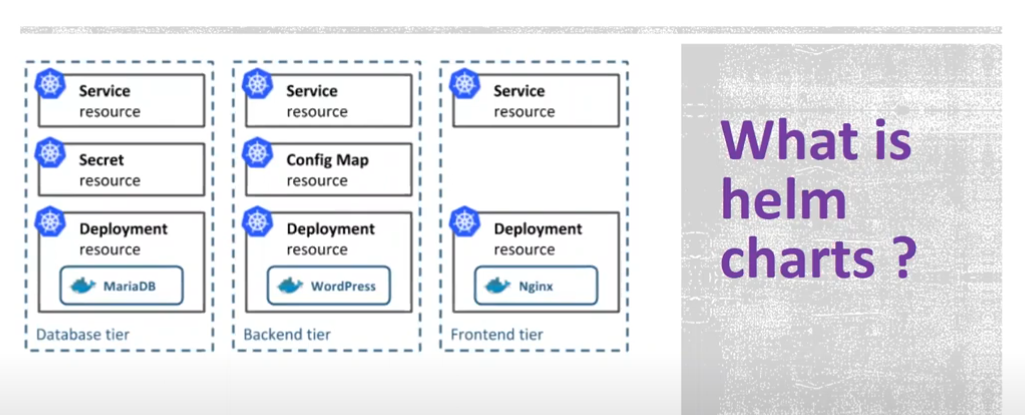 Service
resource
Secret
resource
Deployment
resource
MariaDB
Database tier
Service
resource
Config Map
resource
Deployment
resource
WordPress
Backend tier
Service
resource
Deployment
resource
Nginx
Frontend tier
What is
helm
charts ?